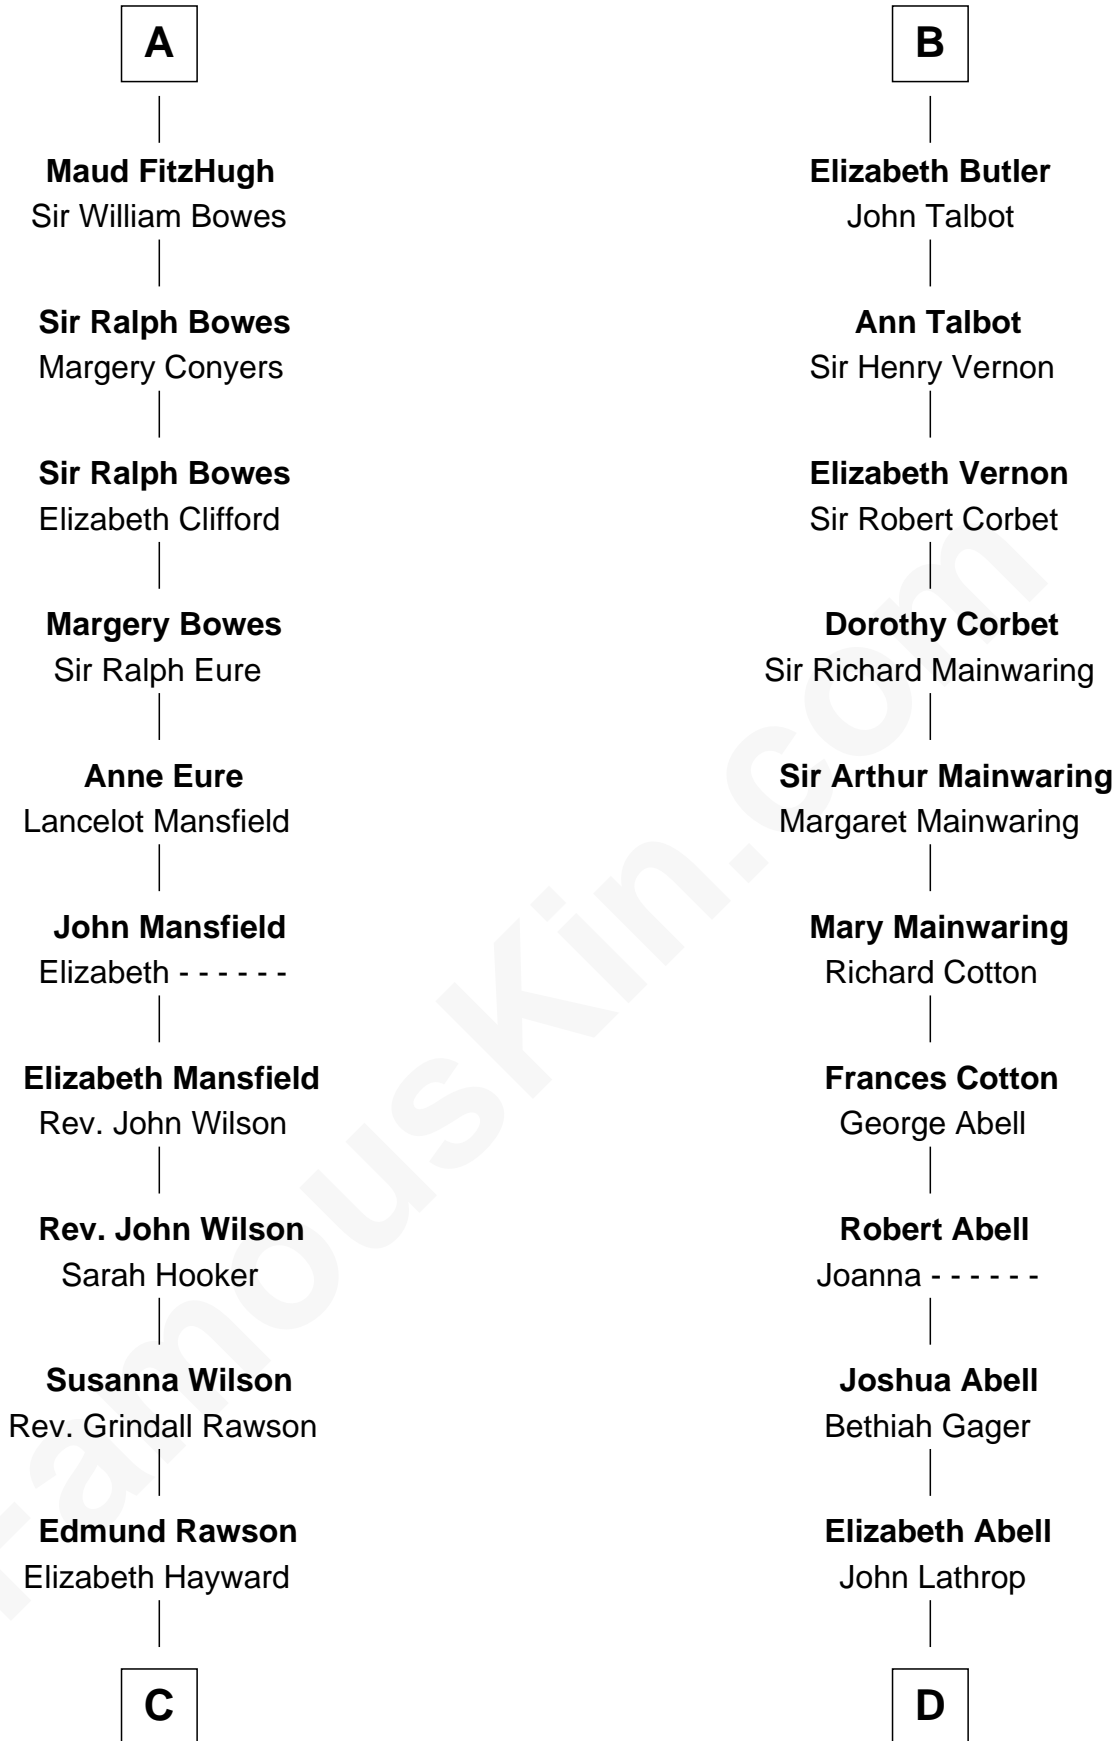 A
Maud FitzHugh
Sir William Bowes
Sir Ralph Bowes
Margery Conyers
Sir Ralph Bowes
Elizabeth Clifford
Margery Bowes
Sir Ralph Eure
Anne Eure
Lancelot Mansfield
John Mansfield
Elizabeth - - - - - -
Elizabeth Mansfield
Rev. John Wilson
Rev. John Wilson
Sarah Hooker
Susanna Wilson
Rev. Grindall Rawson
Edmund Rawson
Elizabeth Hayward
C
B
Elizabeth Butler
John Talbot
Ann Talbot
Sir Henry Vernon
Elizabeth Vernon
Sir Robert Corbet
Dorothy Corbet
Sir Richard Mainwaring
Sir Arthur Mainwaring
Margaret Mainwaring
Mary Mainwaring
Richard Cotton
Frances Cotton
George Abell
Robert Abell
Joanna - - - - - -
Joshua Abell
Bethiah Gager
Elizabeth Abell
John Lathrop
D
FamousKin.com